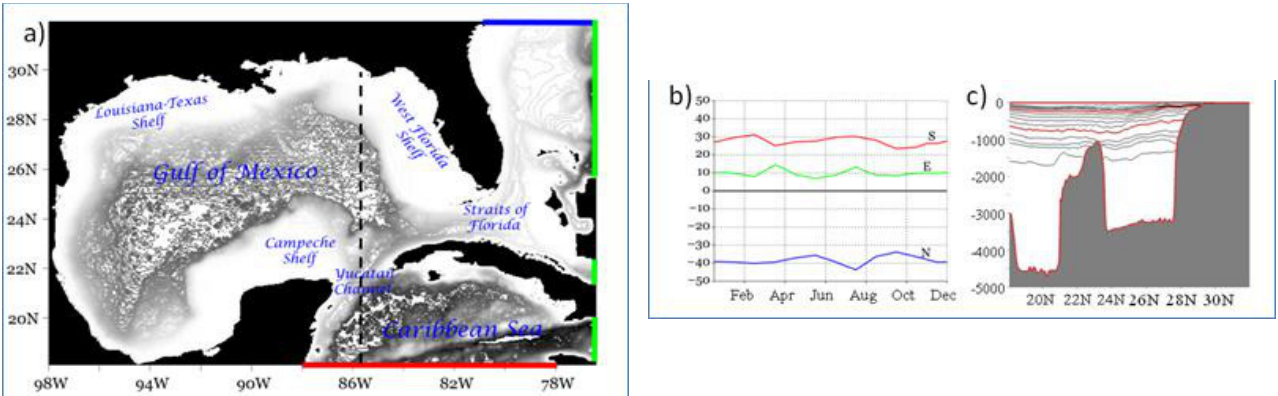 a)
30N
28N
26N
24N
22N
20N
98W
94W
90W
86W
82W
78W
Louisiana-Texas
Shelf
West Florida
Shelf
Gulf of Mexico
Straits of
Florida
Campeche
Shelf
Yucatan
Channel
Caribbean Sea
b)
50
40
30
20
10
0
-10
-20
-30
-40
-50
S
E
N
Feb
Apr
Jun
Aug
Oct
Dec
c)
0
-1000
-2000
-3000
-4000
-5000
20N
22N
24N
26N
28N
30N